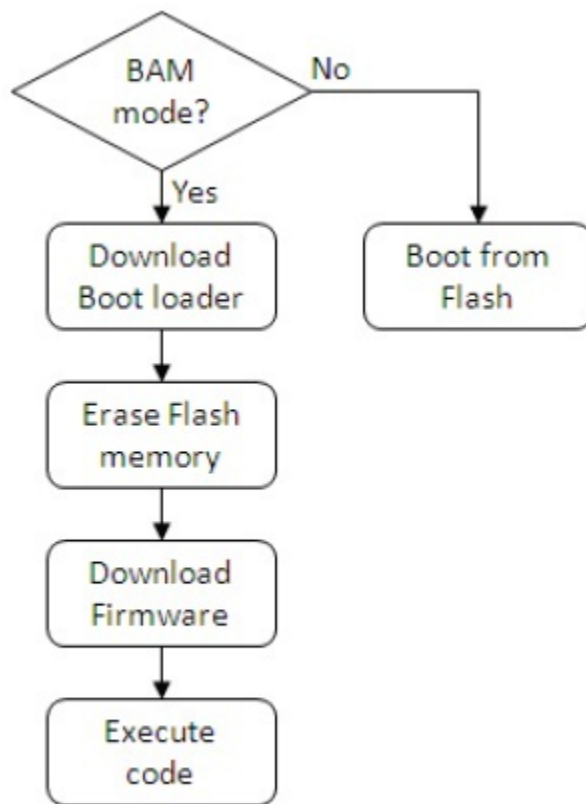 BAM
mode?
No
Yes
Download
Boot loader
Boot from
Flash
Erase Flash
memory
Download
Firmware
Execute
code